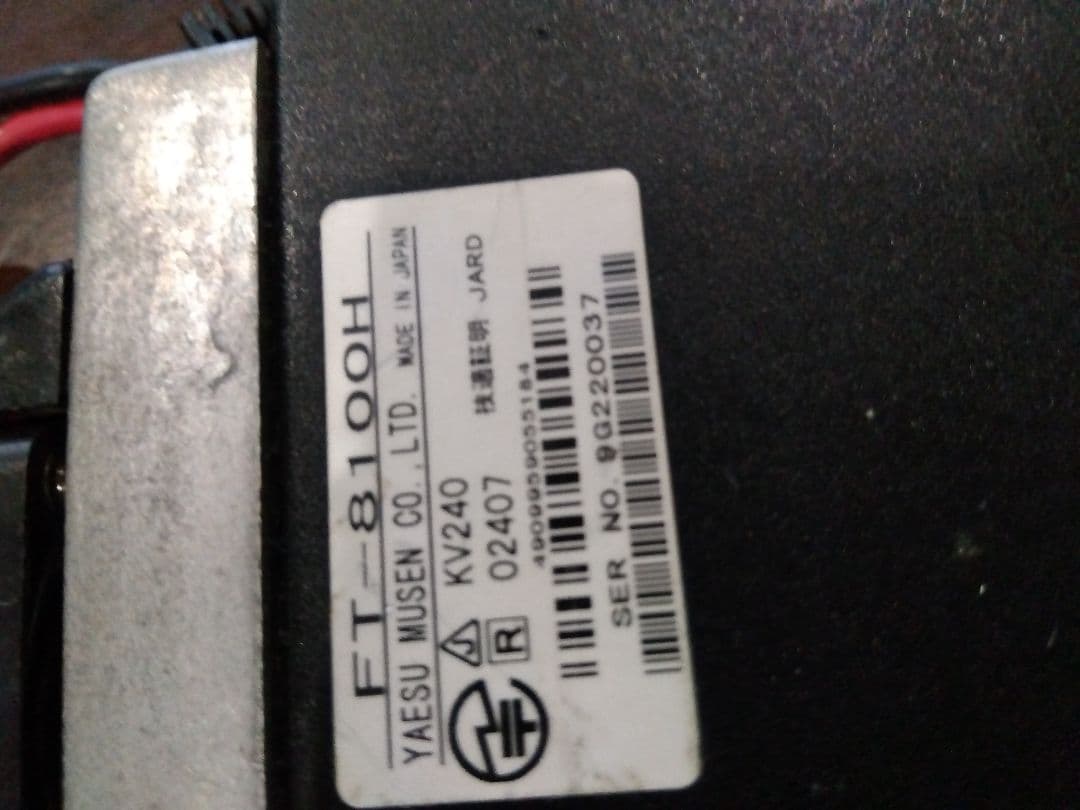 FT-8100H
YAESU MUSEN CO.,LTD. MADE IN JAPAN
KV240
R 02407 技適証明 JARD
4909959055184
SER NO. 9G220037